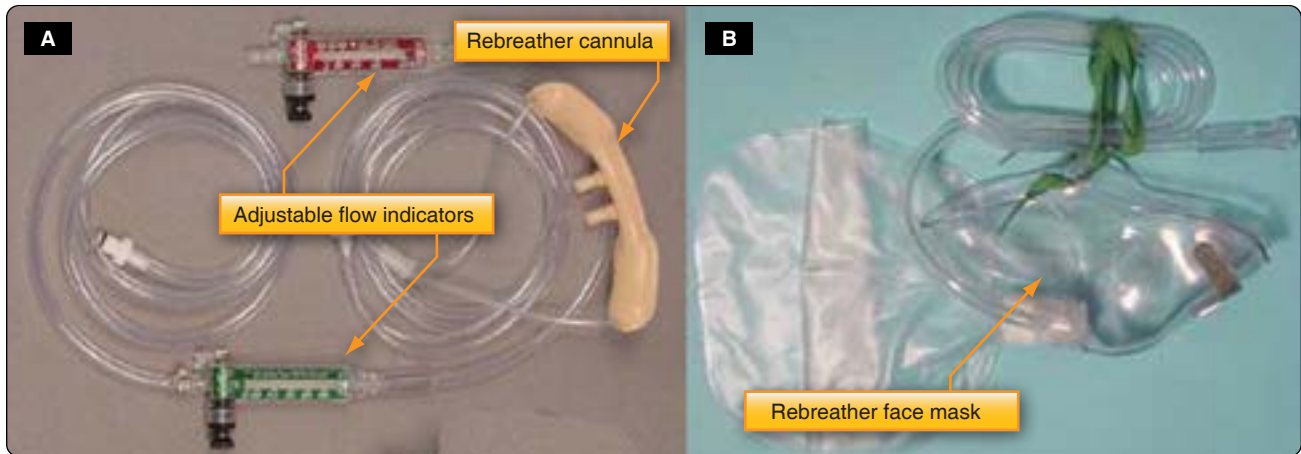 A
Rebreather cannula
Adjustable flow indicators
B
Rebreather face mask